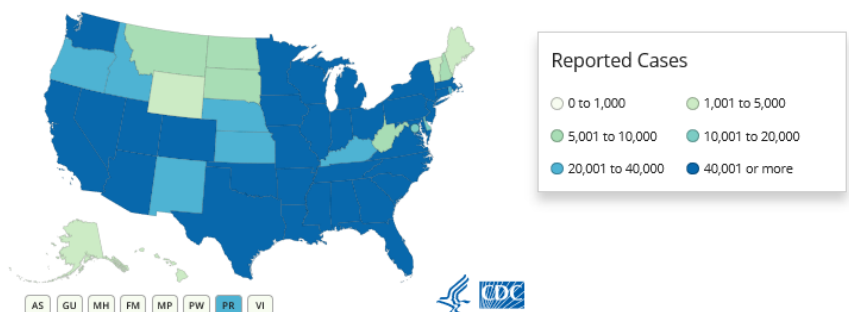 Reported Cases
0 to 1,000
1,001 to 5,000
5,001 to 10,000
10,001 to 20,000
20,001 to 40,000
40,001 or more
AS GU MH FM MP PW PR VI
CDC